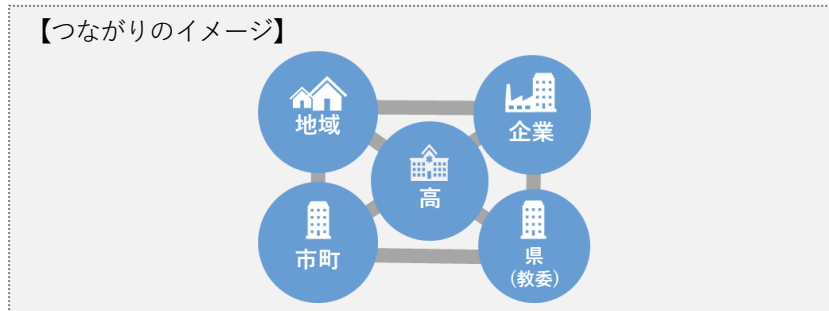 【つながりのイメージ】
地域
企業
高
市町
県
(教委)